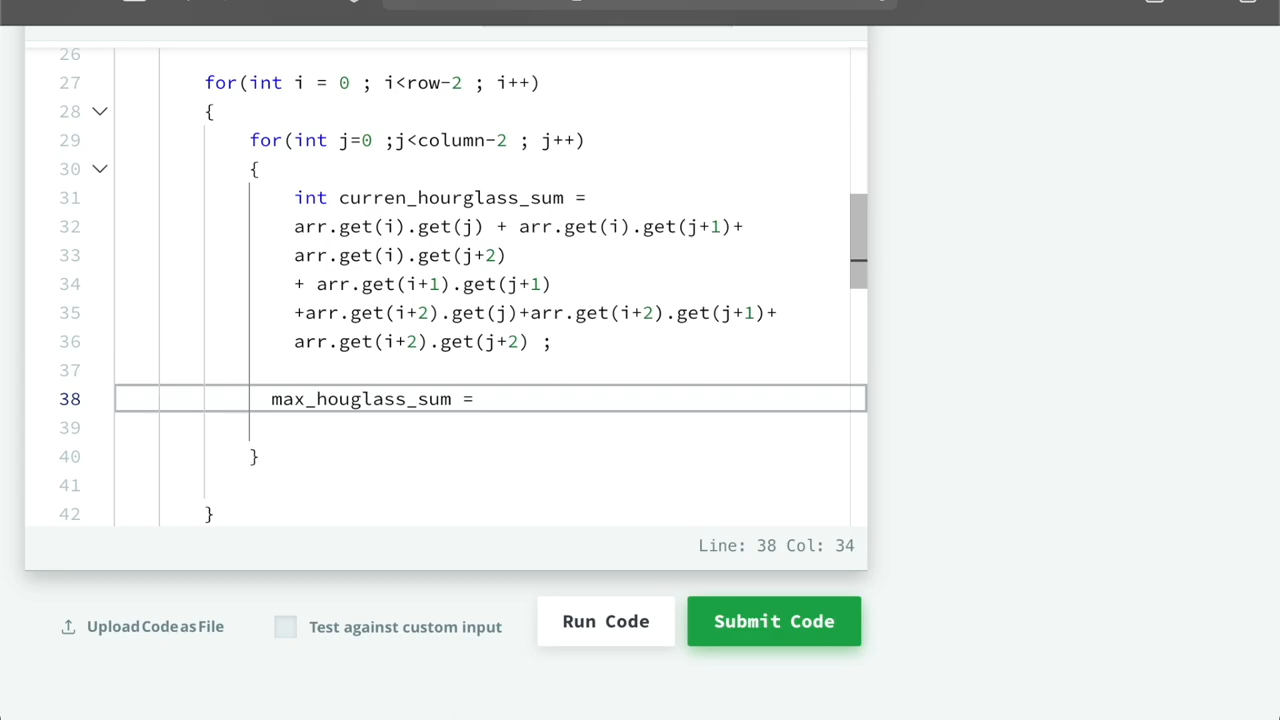 26
27 for(int i = 0 ; i<row-2 ; i++)
28 {
29 for(int j=0 ;j<column-2 ; j++)
30 {
31 int curren_hourglass_sum =
32 arr.get(i).get(j) + arr.get(i).get(j+1)+
33 arr.get(i).get(j+2)
34 + arr.get(i+1).get(j+1)
35 +arr.get(i+2).get(j)+arr.get(i+2).get(j+1)+
36 arr.get(i+2).get(j+2) ;
37
38 max_houglass_sum =
39
40 }
41
42 }
Line: 38 Col: 34
Upload Code as File
Test against custom input
Run Code
Submit Code